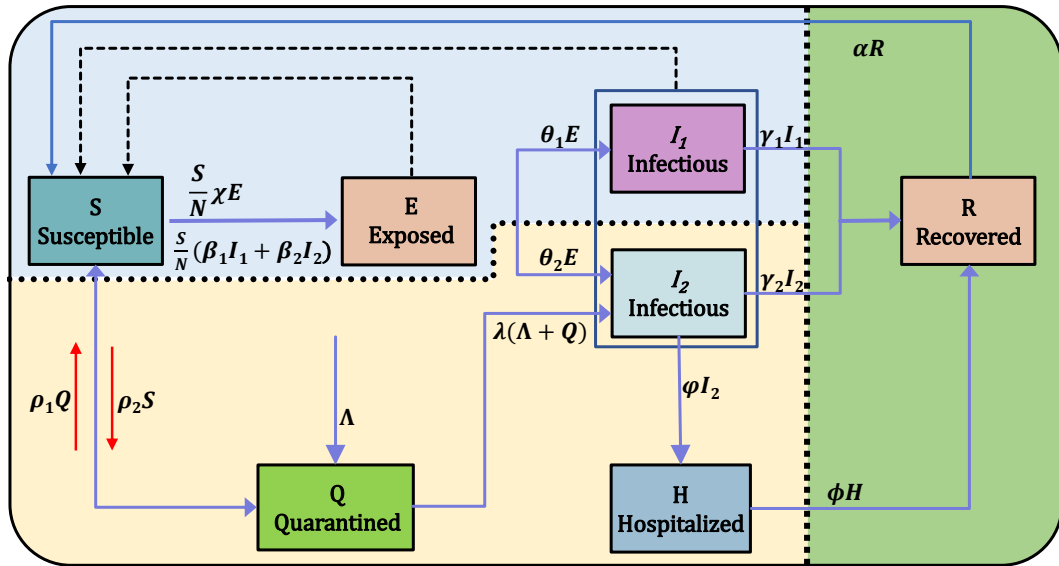 αR
θ₁E
I₁
Infectious
γ₁I₁
S
Susceptible
S/N χE
S/N (β₁I₁ + β₂I₂)
E
Exposed
R
Recovered
θ₂E
I₂
Infectious
γ₂I₂
λ(Λ + Q)
ρ₁Q
ρ₂S
Λ
φI₂
Q
Quarantined
H
Hospitalized
ϕH